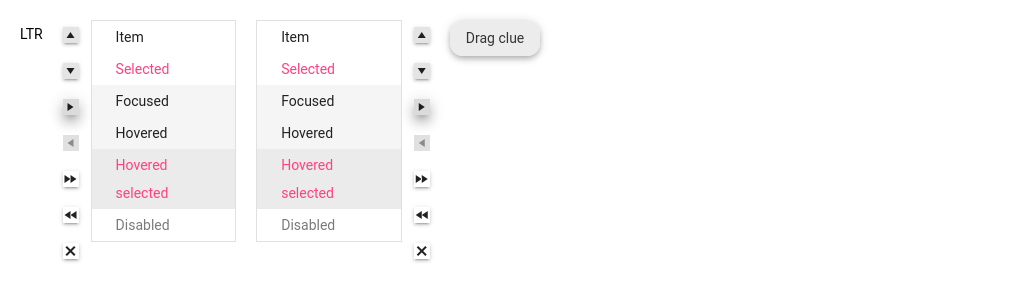 LTR
Item
Selected
Focused
Hovered
Hovered
selected
Disabled
Item
Selected
Focused
Hovered
Hovered
selected
Disabled
Drag clue